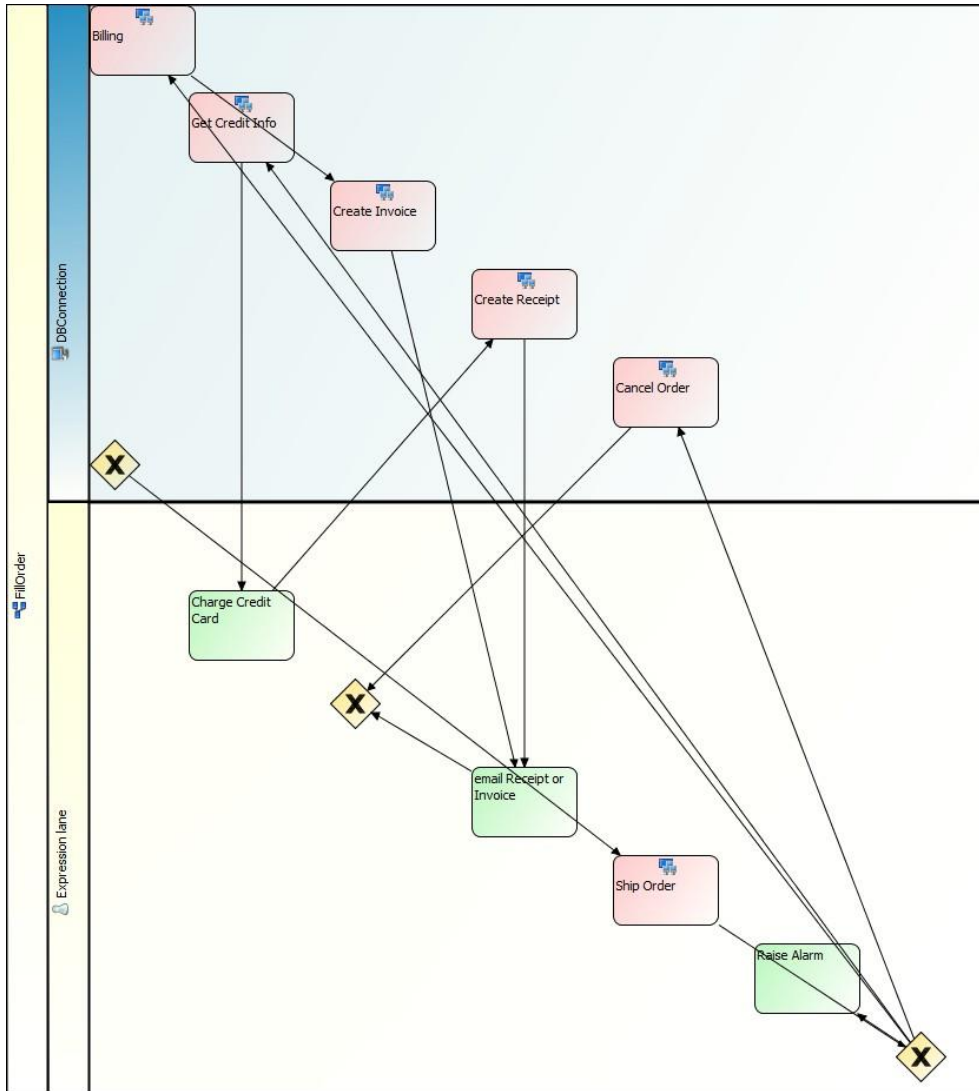 FillOrder
DBConnection
Billing
Get Credit Info
Create Invoice
Create Receipt
Cancel Order
X
Expression lane
Charge Credit
Card
X
email Receipt or
Invoice
Ship Order
Raise Alarm
X